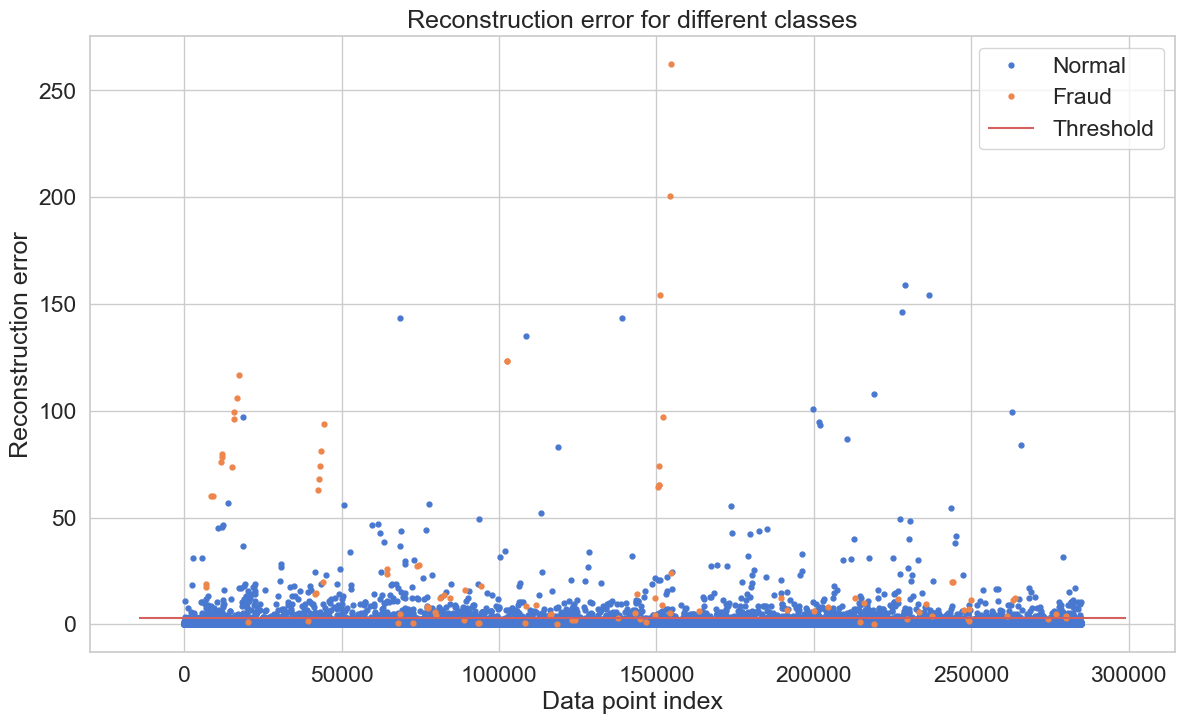 Reconstruction error for different classes
Normal
Fraud
Threshold
Reconstruction error
250
200
150
100
50
0
0 50000 100000 150000 200000 250000 300000
Data point index